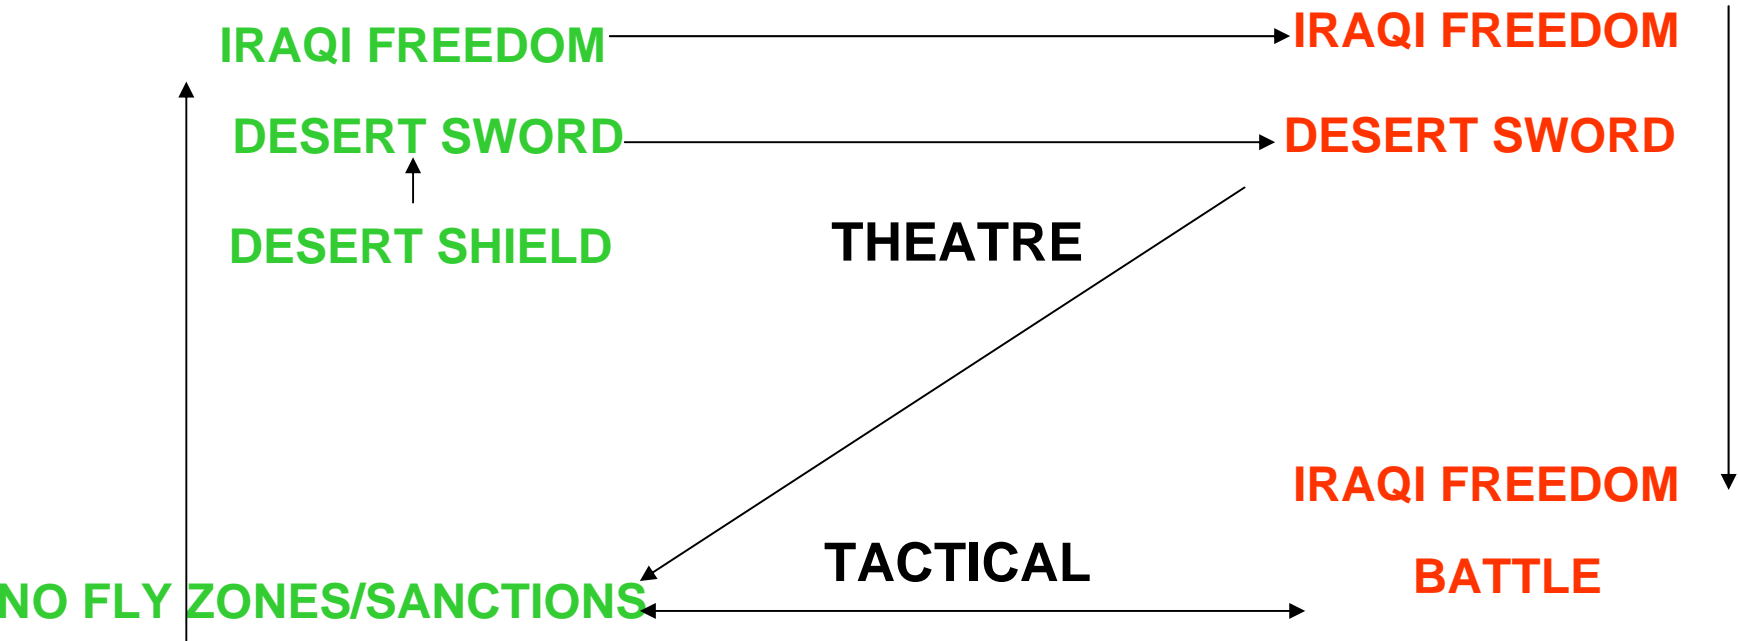 IRAQI FREEDOM
IRAQI FREEDOM
DESERT SWORD
DESERT SWORD
DESERT SHIELD
THEATRE
IRAQI FREEDOM
TACTICAL
BATTLE
NO FLY ZONES/SANCTIONS